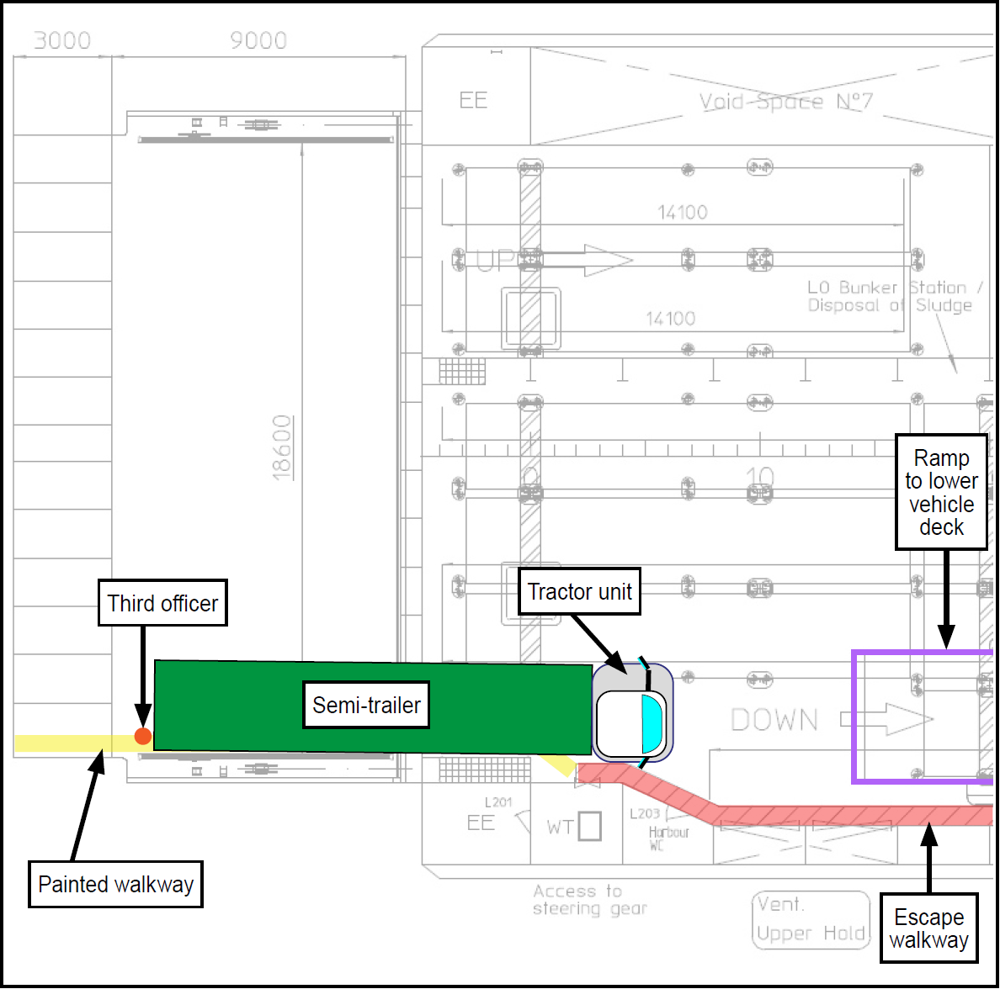 3000
9000
EE
Void Space N°7
14100
UP
LO Bunker Station /
Disposal of Sludge
14100
18600
0
10
Ramp
to lower
vehicle
deck
Third officer
Tractor unit
Semi-trailer
DOWN
L201
EE
WT
L203
Harbour
WC
Painted walkway
Access to
steering gear
Vent.
Upper Hold
Escape
walkway